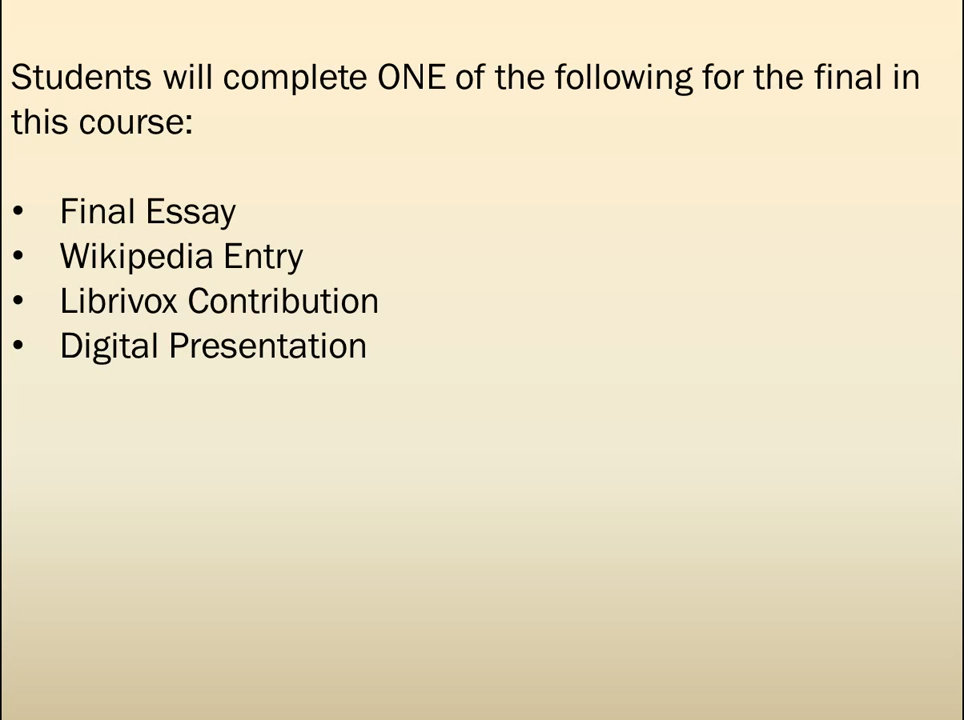 Students will complete ONE of the following for the final in
this course:
• Final Essay
• Wikipedia Entry
• Librivox Contribution
• Digital Presentation